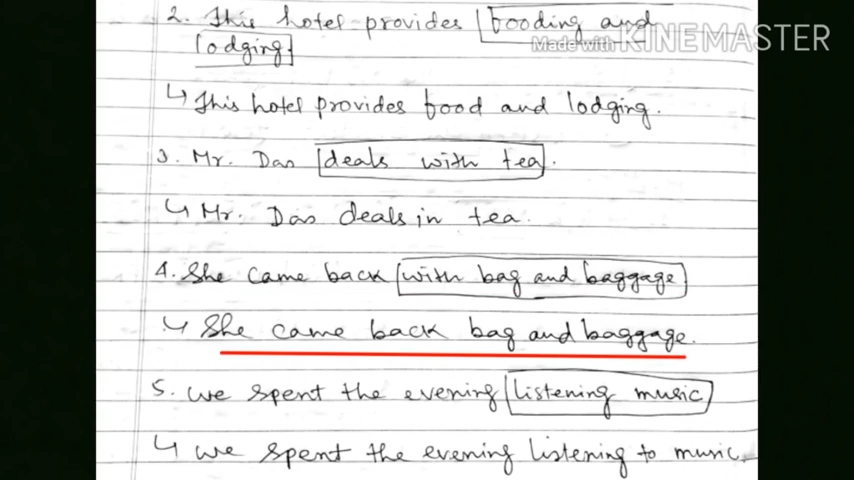 2. This hotel provides fooding and
lodging
Made with KINEMASTER
↳ This hotel provides food and lodging.
3. Mr. Das deals with tea.
↳ Mr. Das deals in tea.
4. She came back with bag and baggage
↳ She came back bag and baggage.
5. We spent the evening listening music
↳ We spent the evening listening to music.